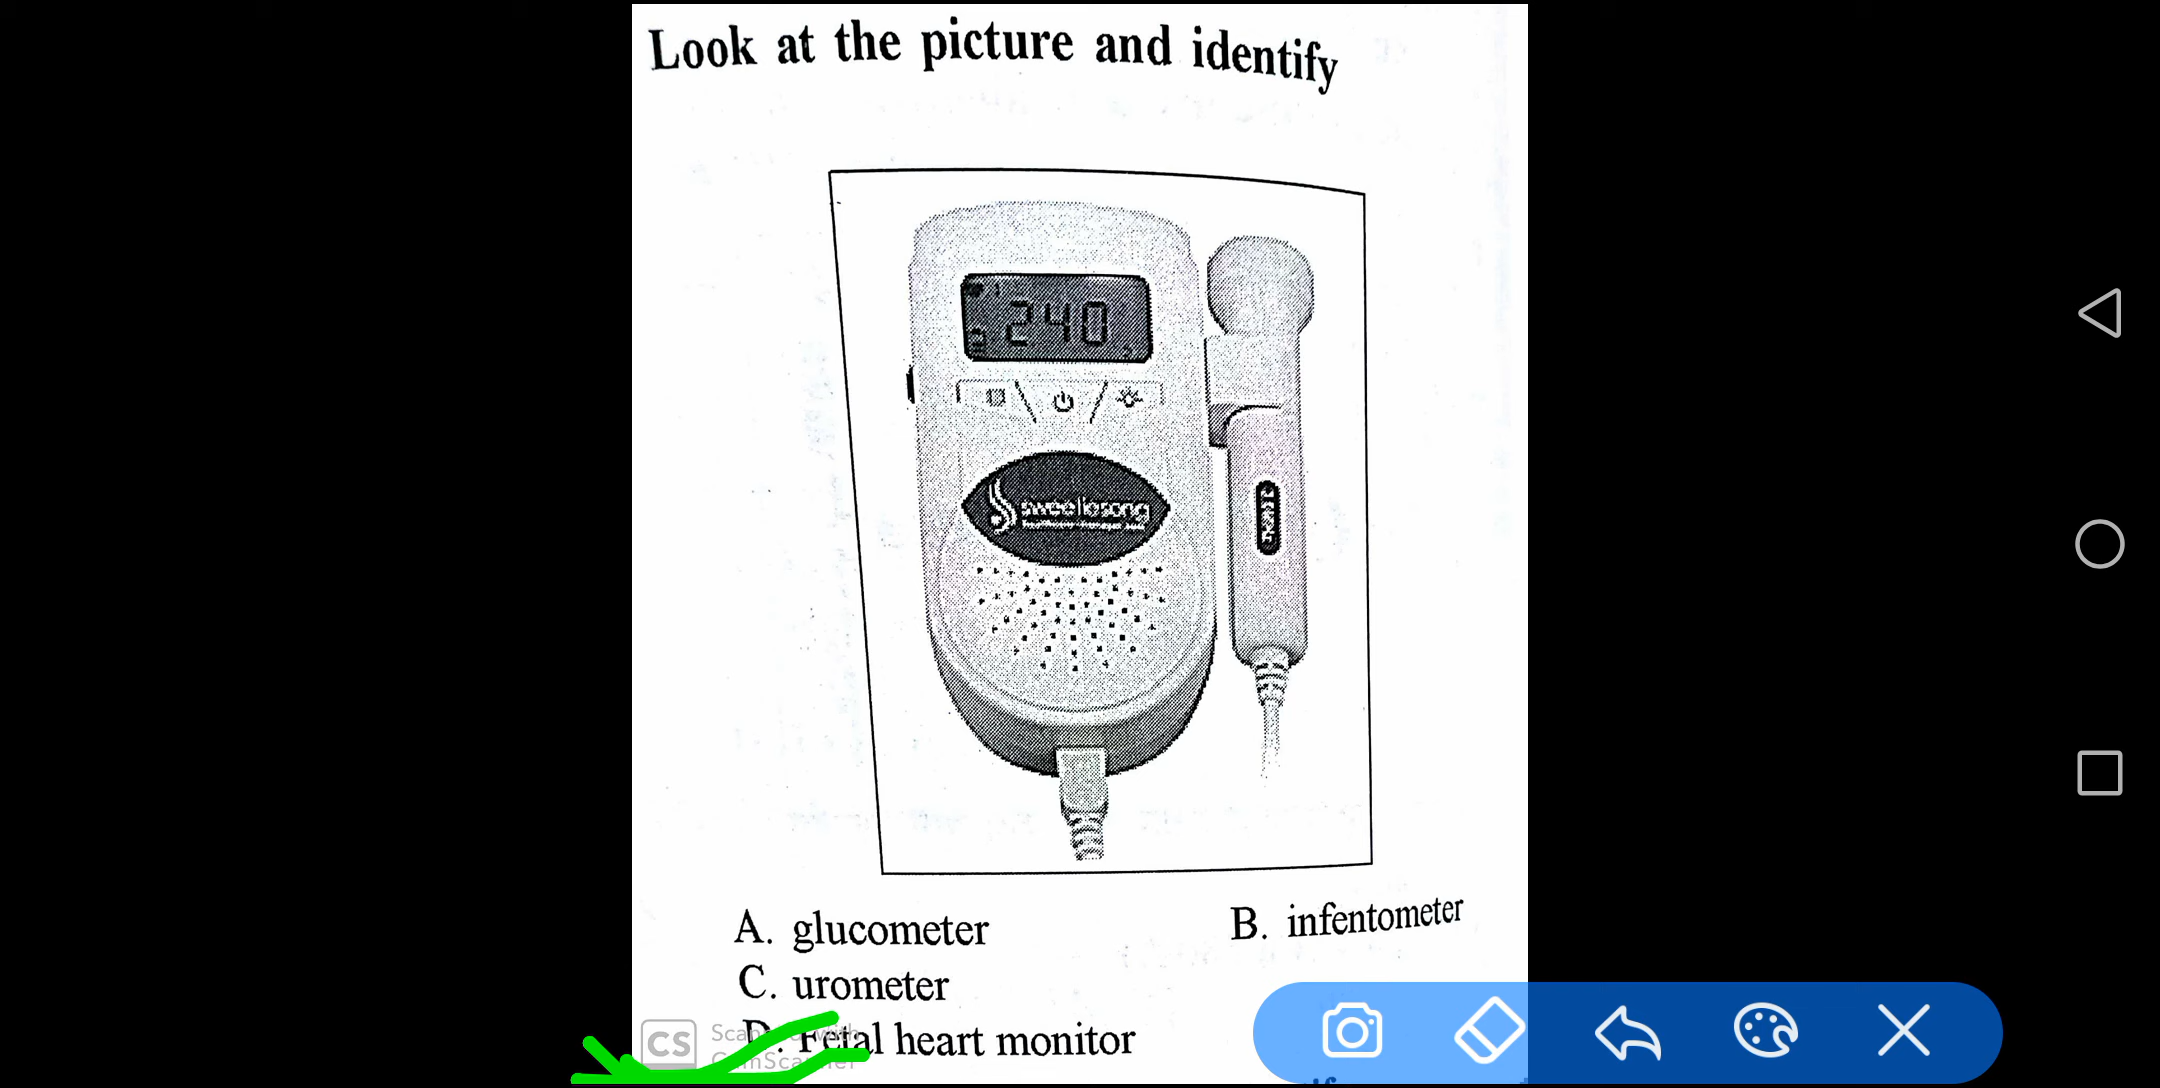 Look at the picture and identify
240
sweetiesong
A. glucometer
B. infentometer
C. urometer
D. Fetal heart monitor
CS